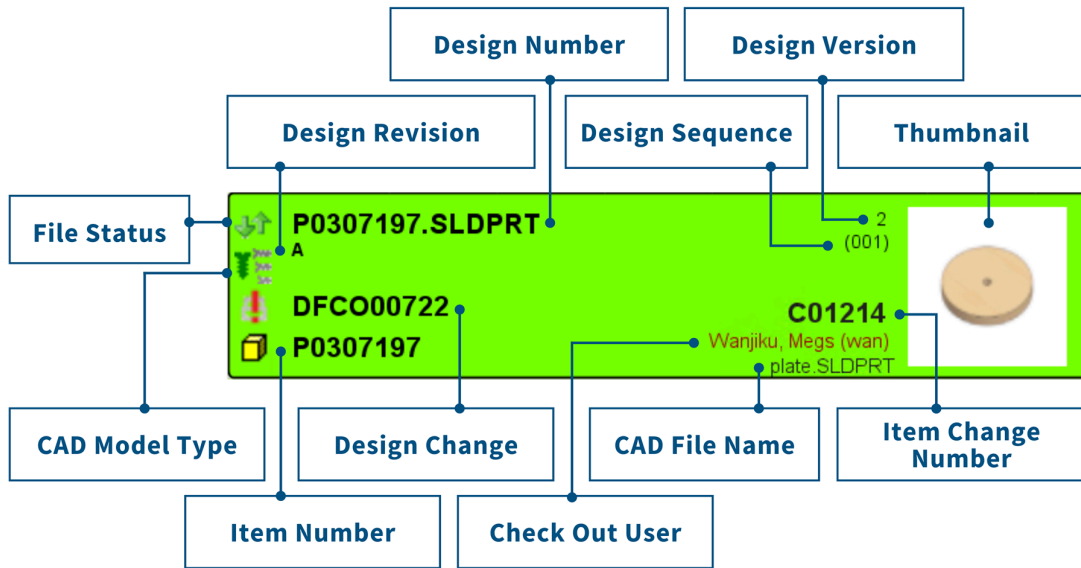 Design Number
Design Version
Design Revision
Design Sequence
Thumbnail
File Status
P0307197.SLDPRT
2
A
(001)
DFCO00722
C01214
P0307197
Wanjiku, Megs (wan)
plate.SLDPRT
CAD Model Type
Design Change
CAD File Name
Item Change
Number
Item Number
Check Out User